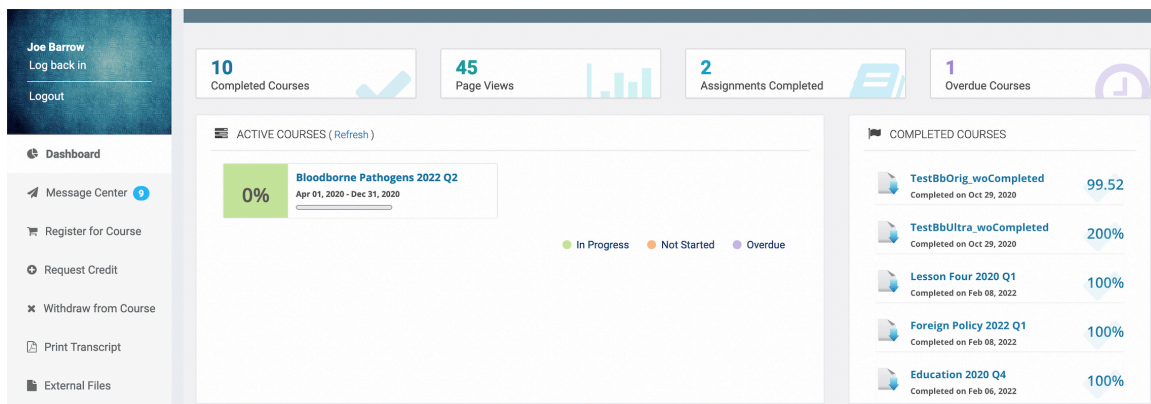 Joe Barrow
Log back in
Logout
Dashboard
Message Center 9
Register for Course
Request Credit
Withdraw from Course
Print Transcript
External Files
10
Completed Courses
45
Page Views
2
Assignments Completed
1
Overdue Courses
ACTIVE COURSES ( Refresh )
0%
Bloodborne Pathogens 2022 Q2
Apr 01, 2020 - Dec 31, 2020
In Progress Not Started Overdue
COMPLETED COURSES
TestBbOrig_woCompleted
Completed on Oct 29, 2020
99.52
TestBbUltra_woCompleted
Completed on Oct 29, 2020
200%
Lesson Four 2020 Q1
Completed on Feb 08, 2022
100%
Foreign Policy 2022 Q1
Completed on Feb 08, 2022
100%
Education 2020 Q4
Completed on Feb 06, 2022
100%